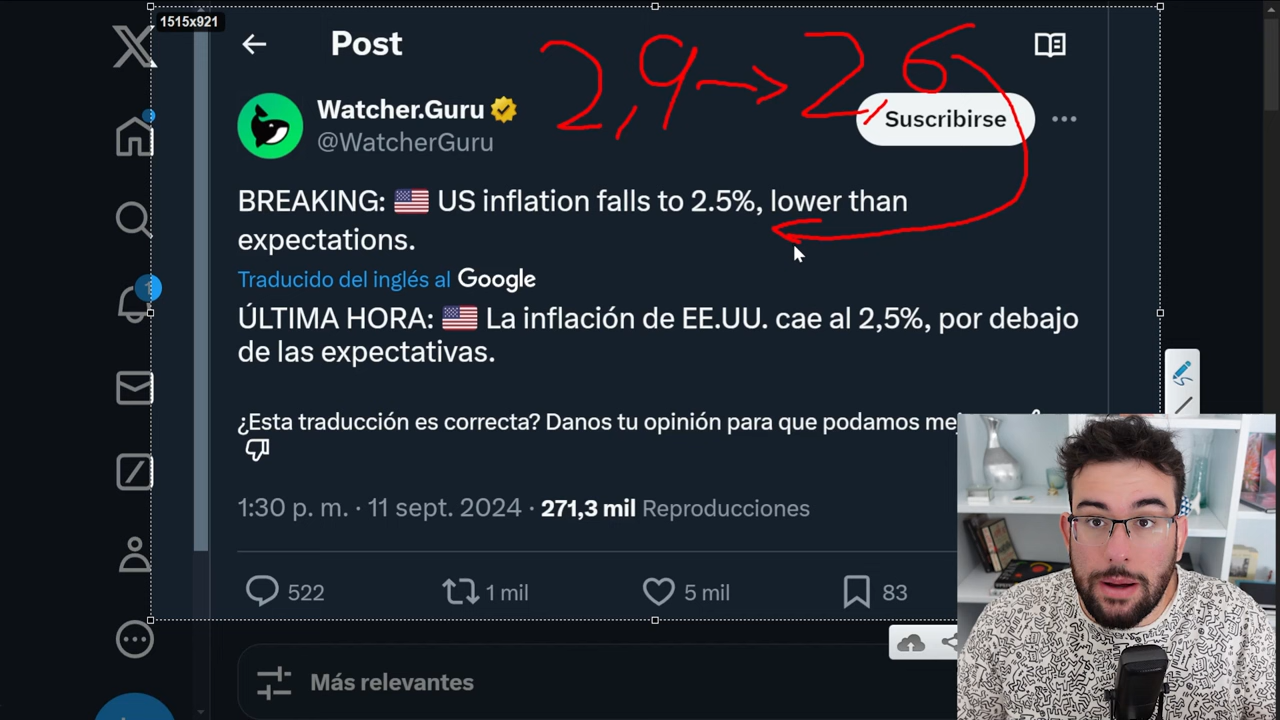 1515x921
Post
2,9 → 2,6
Watcher.Guru
@WatcherGuru
Suscribirse
BREAKING: 🇺🇸 US inflation falls to 2.5%, lower than
expectations.
Traducido del inglés al Google
ÚLTIMA HORA: 🇺🇸 La inflación de EE.UU. cae al 2,5%, por debajo
de las expectativas.
¿Esta traducción es correcta? Danos tu opinión para que podamos
1:30 p. m. · 11 sept. 2024 · 271,3 mil Reproducciones
522 1 mil 5 mil 83
1
Más relevantes